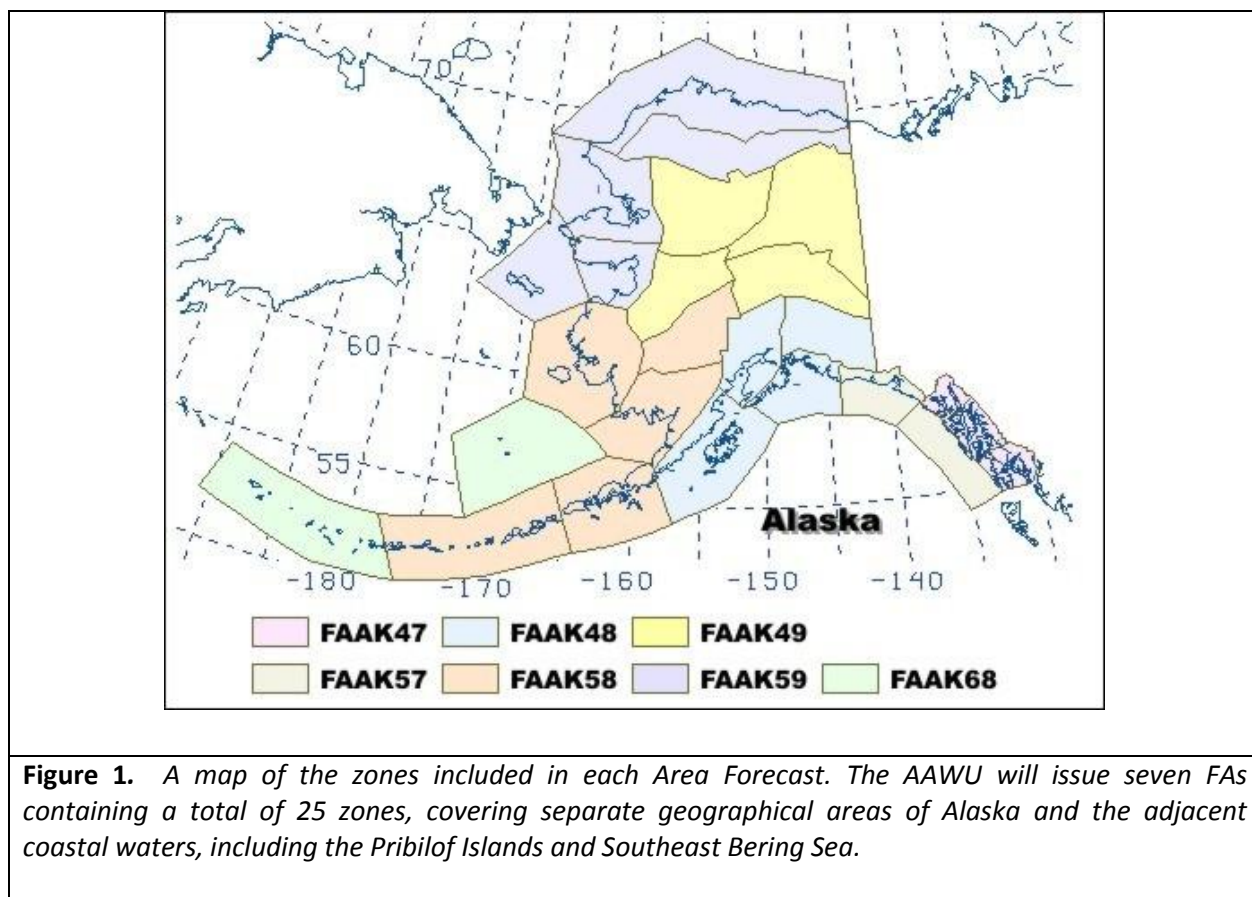 70
60
55
Alaska
-180 -170 -160 -150 -140
FAAK47 FAAK48 FAAK49
FAAK57 FAAK58 FAAK59 FAAK68
Figure 1. A map of the zones included in each Area Forecast. The AAWU will issue seven FAs
containing a total of 25 zones, covering separate geographical areas of Alaska and the adjacent
coastal waters, including the Pribilof Islands and Southeast Bering Sea.